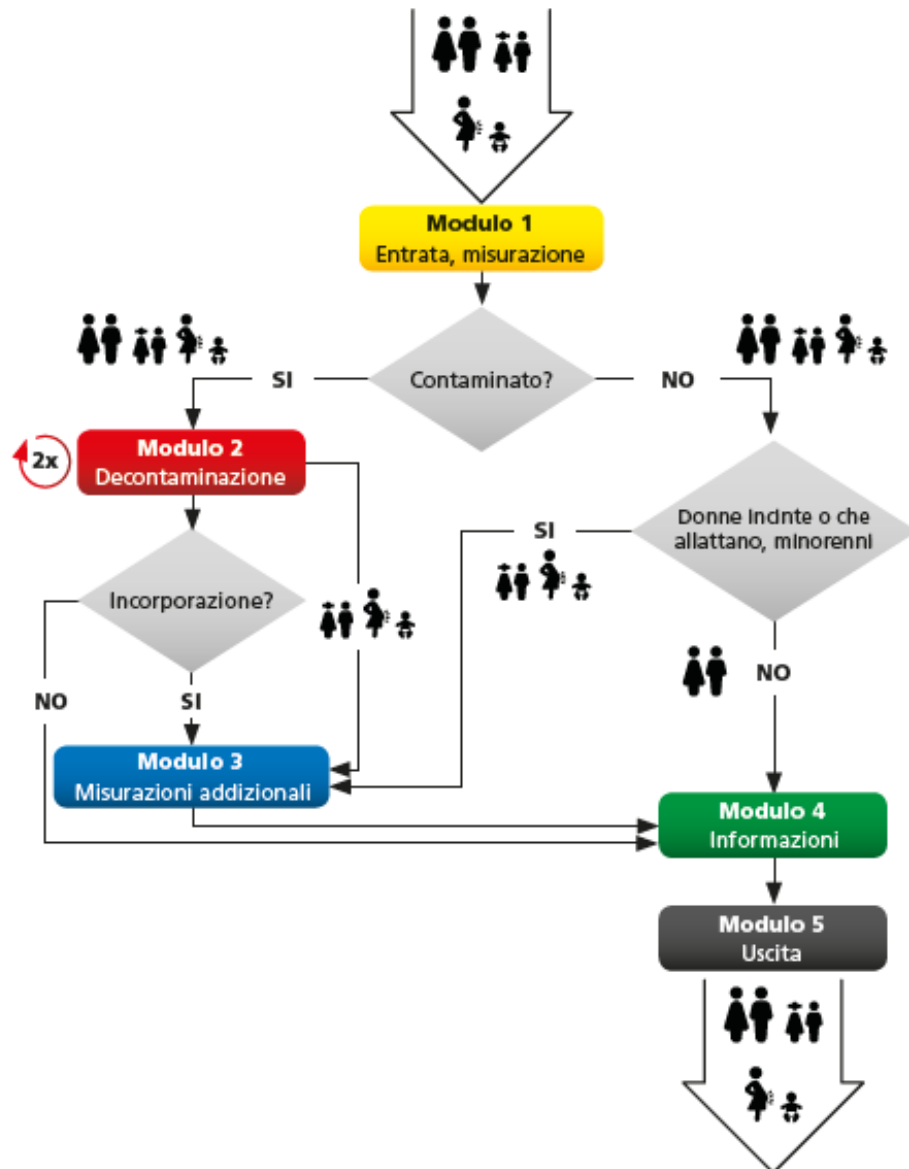 Modulo 1
Entrata, misurazione
Contaminato?
SI
NO
2x
Modulo 2
Decontaminazione
Donne incinte o che
allattano, minorenni
SI
Incorporazione?
NO
SI
NO
Modulo 3
Misurazioni addizionali
Modulo 4
Informazioni
Modulo 5
Uscita